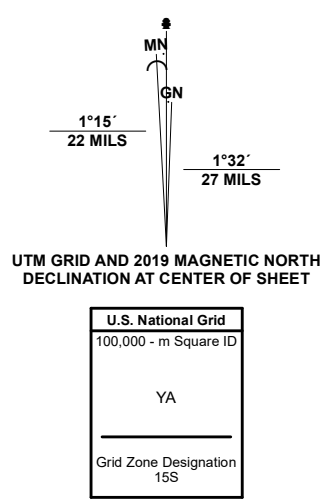 MN
GN
1°15´
22 MILS
1°32´
27 MILS
UTM GRID AND 2019 MAGNETIC NORTH
DECLINATION AT CENTER OF SHEET
U.S. National Grid
100,000 - m Square ID
YA
Grid Zone Designation
15S